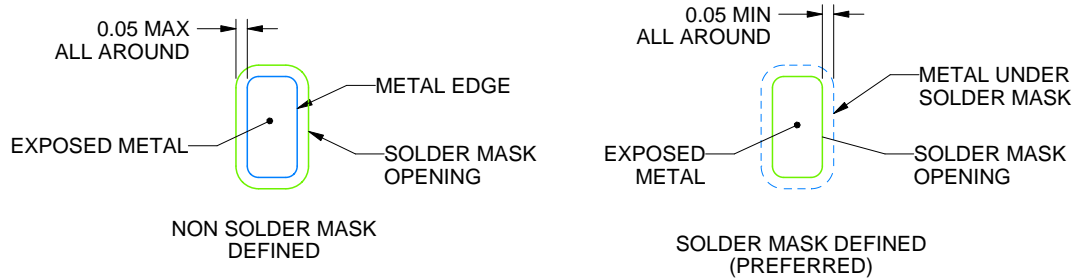 0.05 MAX
ALL AROUND
METAL EDGE
EXPOSED METAL
SOLDER MASK
OPENING
NON SOLDER MASK
DEFINED
0.05 MIN
ALL AROUND
METAL UNDER
SOLDER MASK
EXPOSED
METAL
SOLDER MASK
OPENING
SOLDER MASK DEFINED
(PREFERRED)